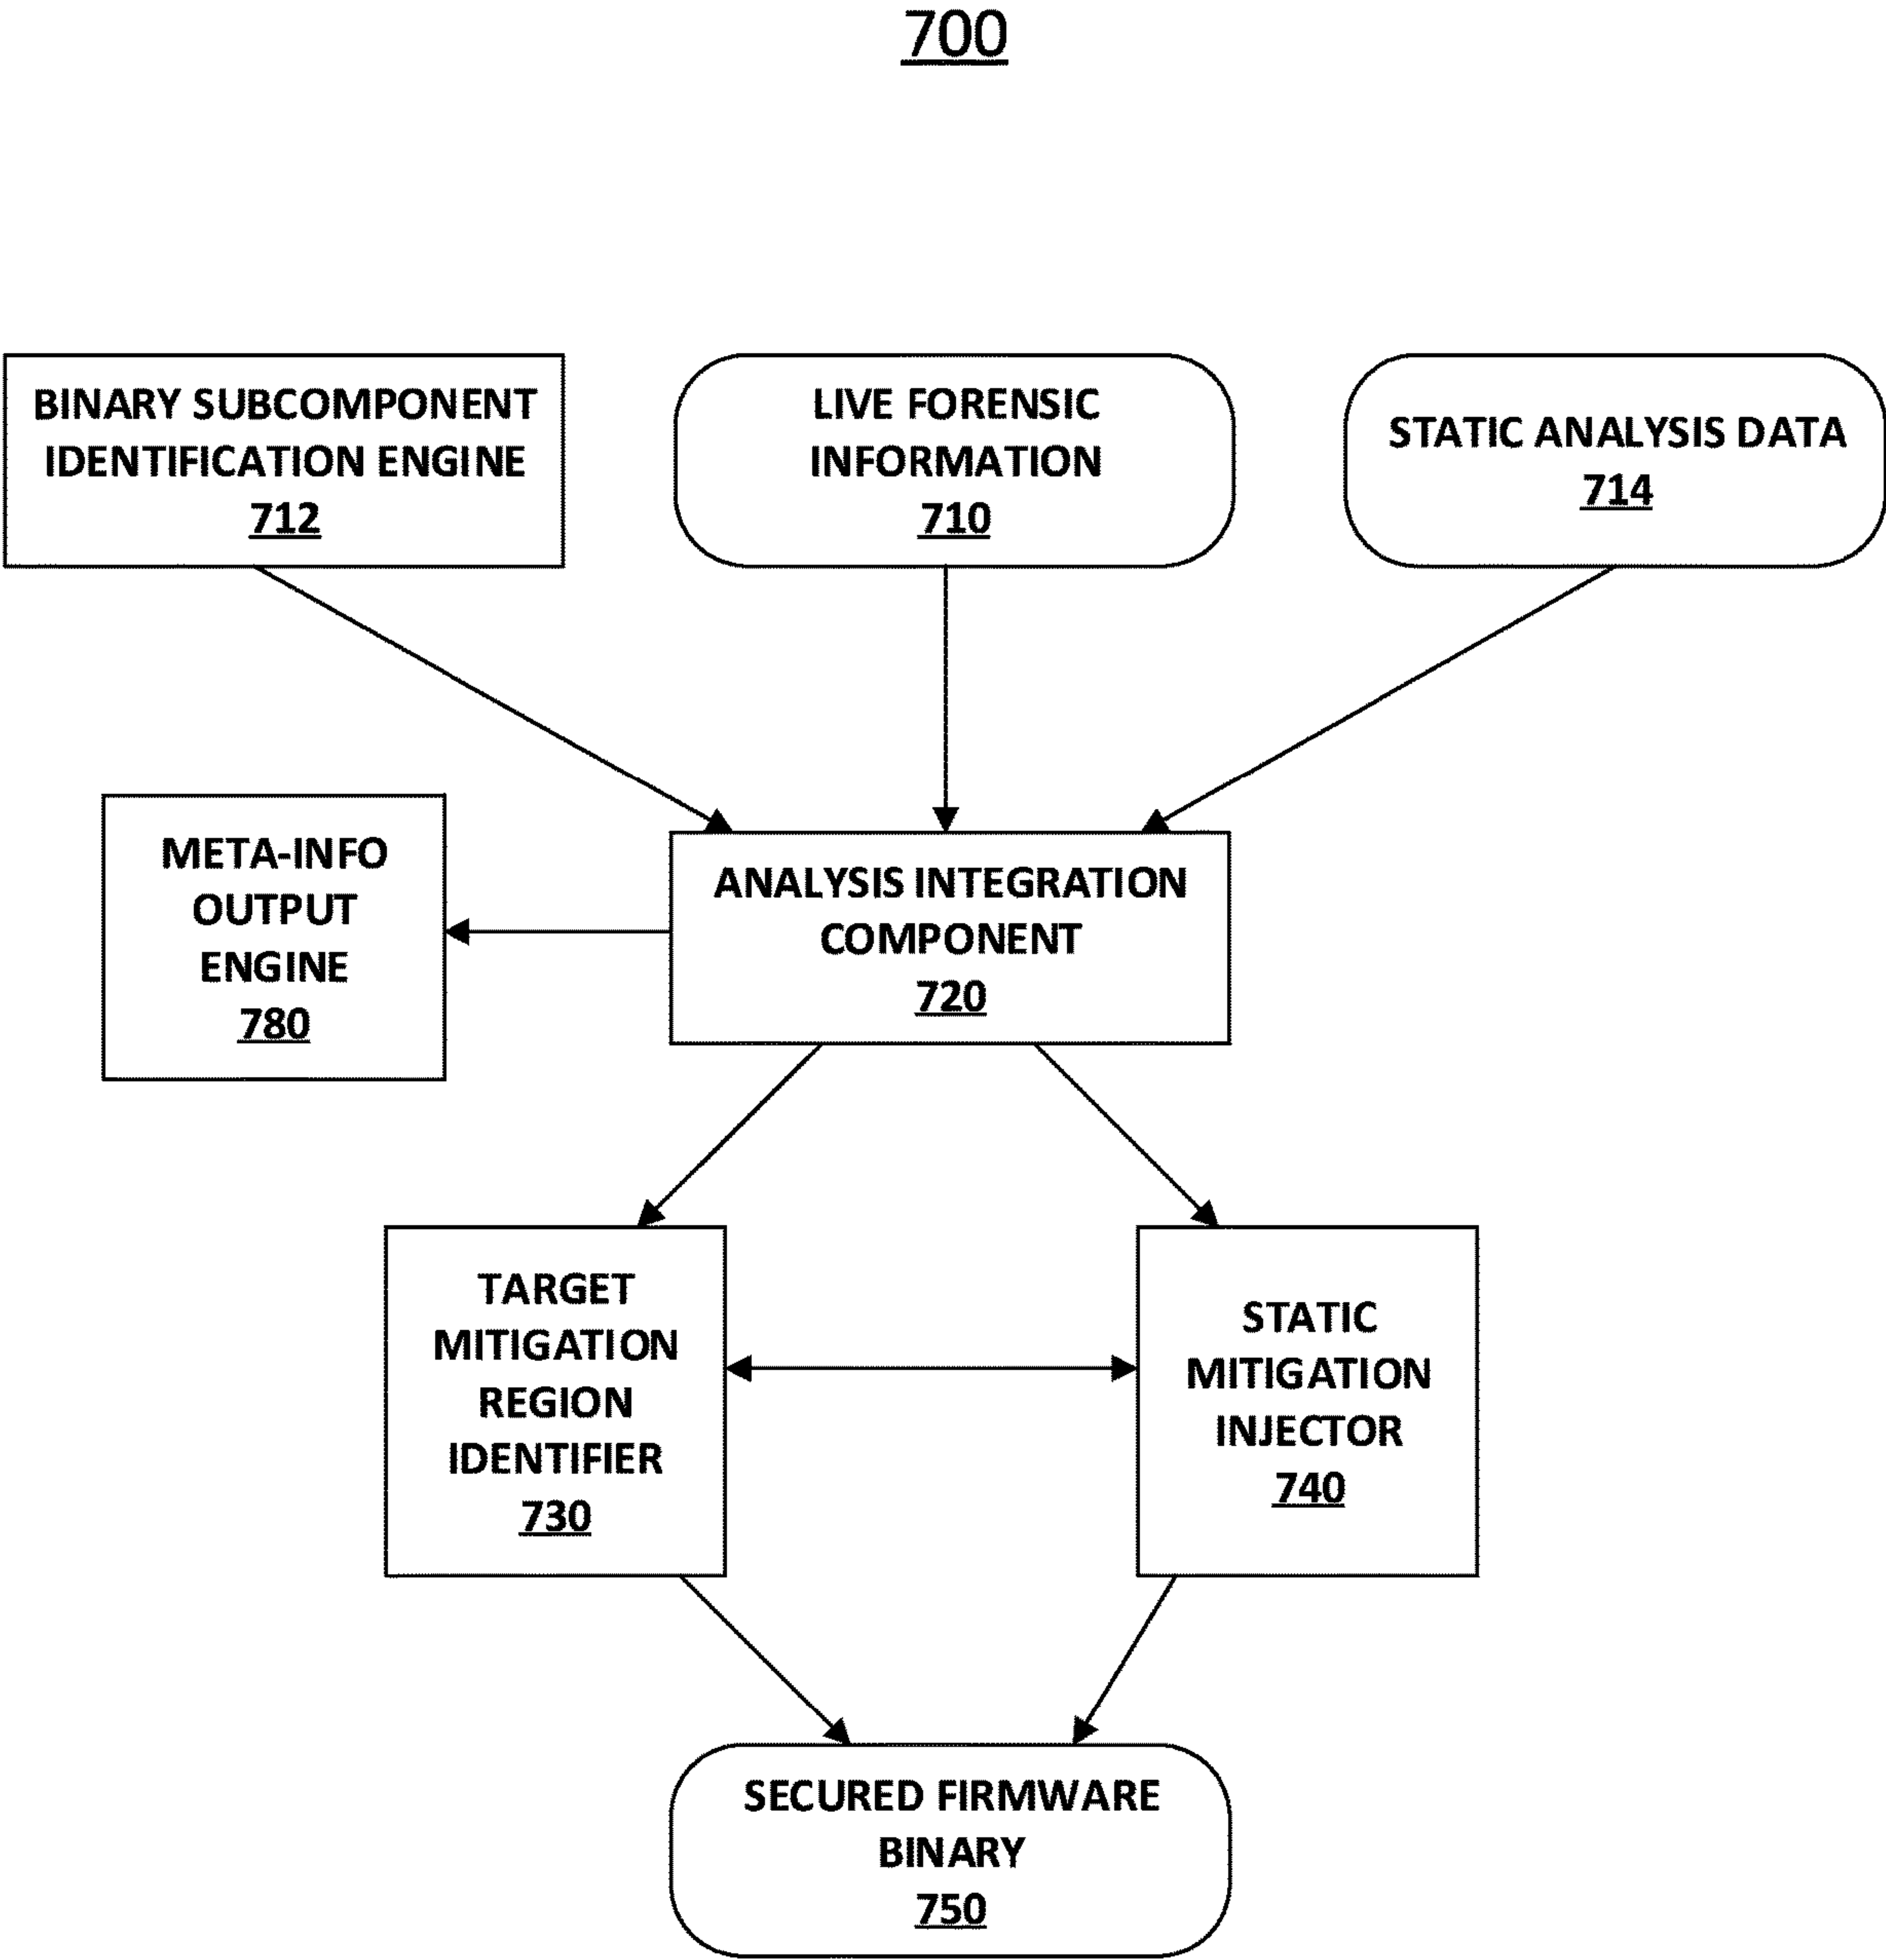 700
BINARY SUBCOMPONENT
IDENTIFICATION ENGINE
712
LIVE FORENSIC
INFORMATION
710
STATIC ANALYSIS DATA
714
META-INFO
OUTPUT
ENGINE
780
ANALYSIS INTEGRATION
COMPONENT
720
TARGET
MITIGATION
REGION
IDENTIFIER
730
STATIC
MITIGATION
INJECTOR
740
SECURED FIRMWARE
BINARY
750